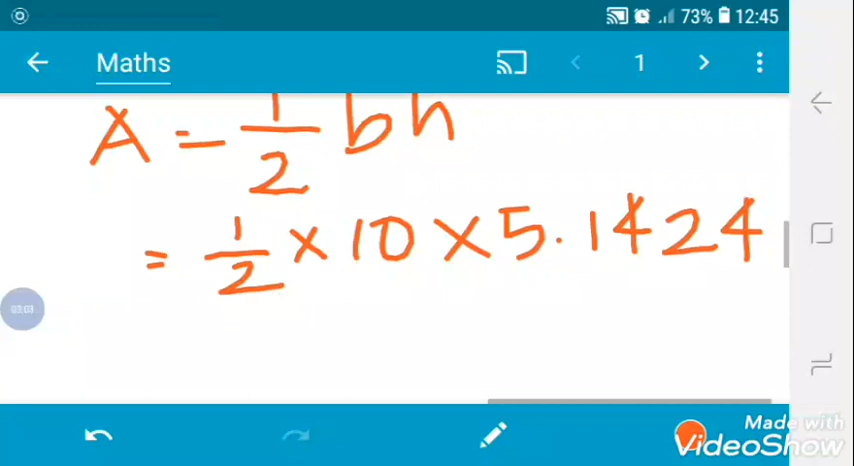 73% 12:45
Maths
1
A = 1/2 bh
= 1/2 × 10 × 5.1424
03:03
Made with
VideoShow